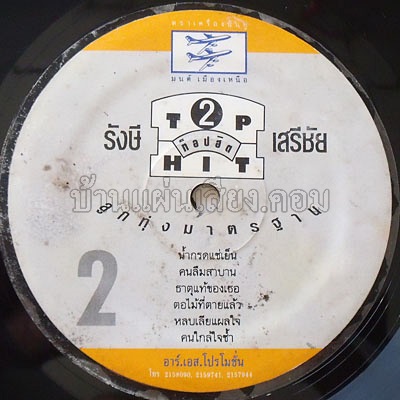 ตราเครื่องบิน
มนต์ เมืองเหนือ
รังษี
T2P
ท๊อปฮิต
HIT
เสรีชัย
บ้านแผ่นเสียง.คอม
ลูกทุ่งมาตรฐาน
2
น้ำกรดแช่เย็น
คนลืมสาบาน
ธาตุแท้ของเธอ
ตอไม้ที่ตายแล้ว
หลบเลียแผลใจ
คนใกล้ใจช้ำ
อาร์.เอส.โปรโมชั่น
โทร 2158090, 2159741, 2157944